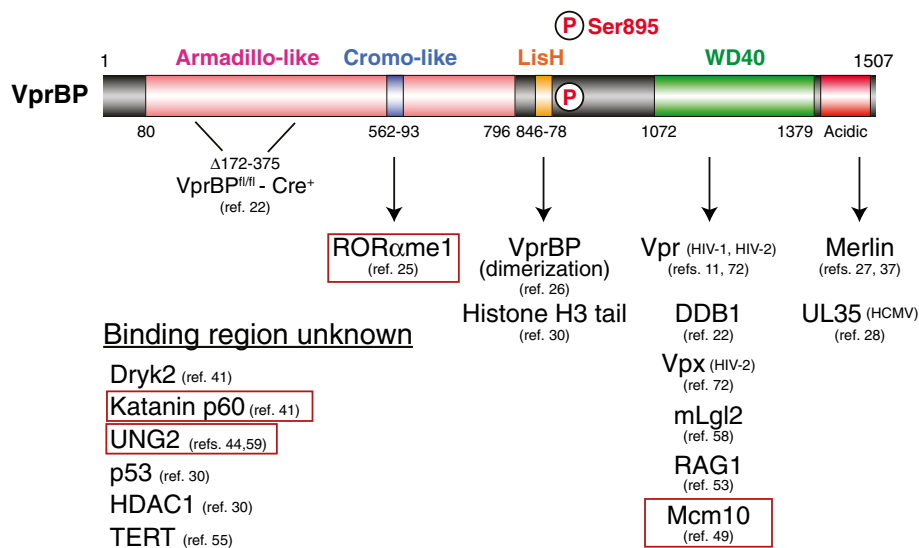 P Ser895
1 Armadillo-like Cromo-like LisH WD40 1507
VprBP
P
80 562-93 796 846-78 1072 1379 Acidic
Δ172-375
VprBPfl/fl - Cre+
(ref. 22)
RORαme1
(ref. 25)
VprBP
(dimerization)
(ref. 26)
Histone H3 tail
(ref. 30)
Vpr (HIV-1, HIV-2)
(refs. 11, 72)
DDB1
(ref. 22)
Vpx (HIV-2)
(ref. 72)
mLgl2
(ref. 58)
RAG1
(ref. 53)
Mcm10
(ref. 49)
Merlin
(refs. 27, 37)
UL35 (HCMV)
(ref. 28)
Binding region unknown
Dryk2 (ref. 41)
Katanin p60 (ref. 41)
UNG2 (refs. 44,59)
p53 (ref. 30)
HDAC1 (ref. 30)
TERT (ref. 55)